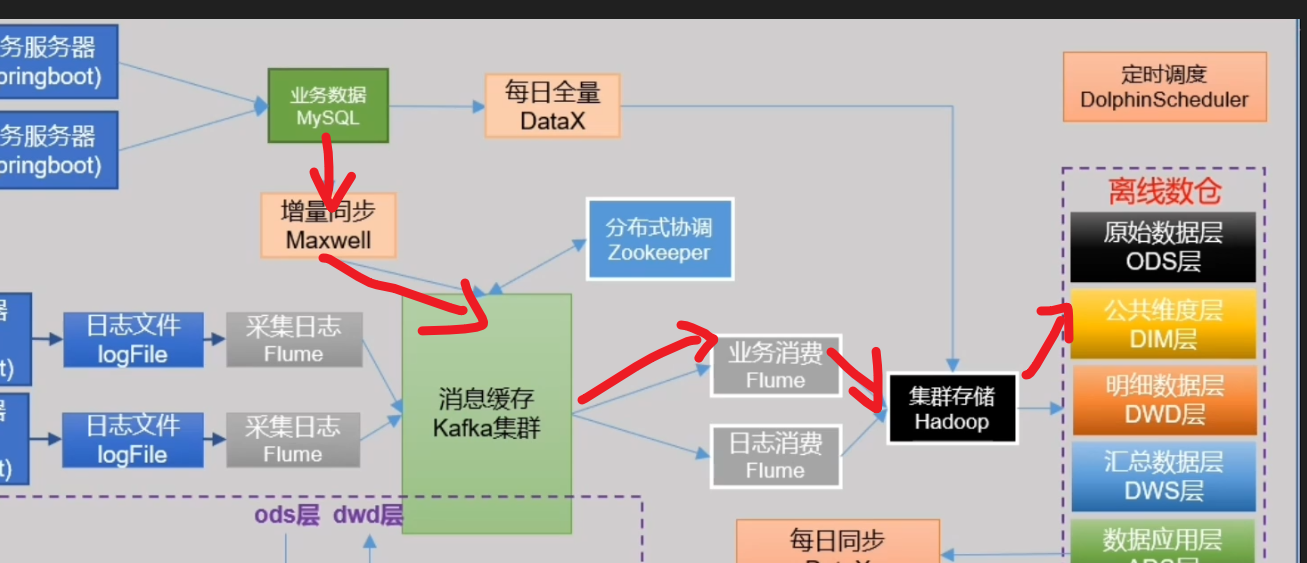 务服务器
pringboot)
务服务器
pringboot)
业务数据
MySQL
每日全量
DataX
定时调度
DolphinScheduler
增量同步
Maxwell
分布式协调
Zookeeper
离线数仓
原始数据层
ODS层
公共维度层
DIM层
明细数据层
DWD层
汇总数据层
DWS层
数据应用层
ADS层
器
t)
日志文件
logFile
采集日志
Flume
器
t)
日志文件
logFile
采集日志
Flume
消息缓存
Kafka集群
业务消费
Flume
日志消费
Flume
集群存储
Hadoop
ods层 dwd层
每日同步
DataX